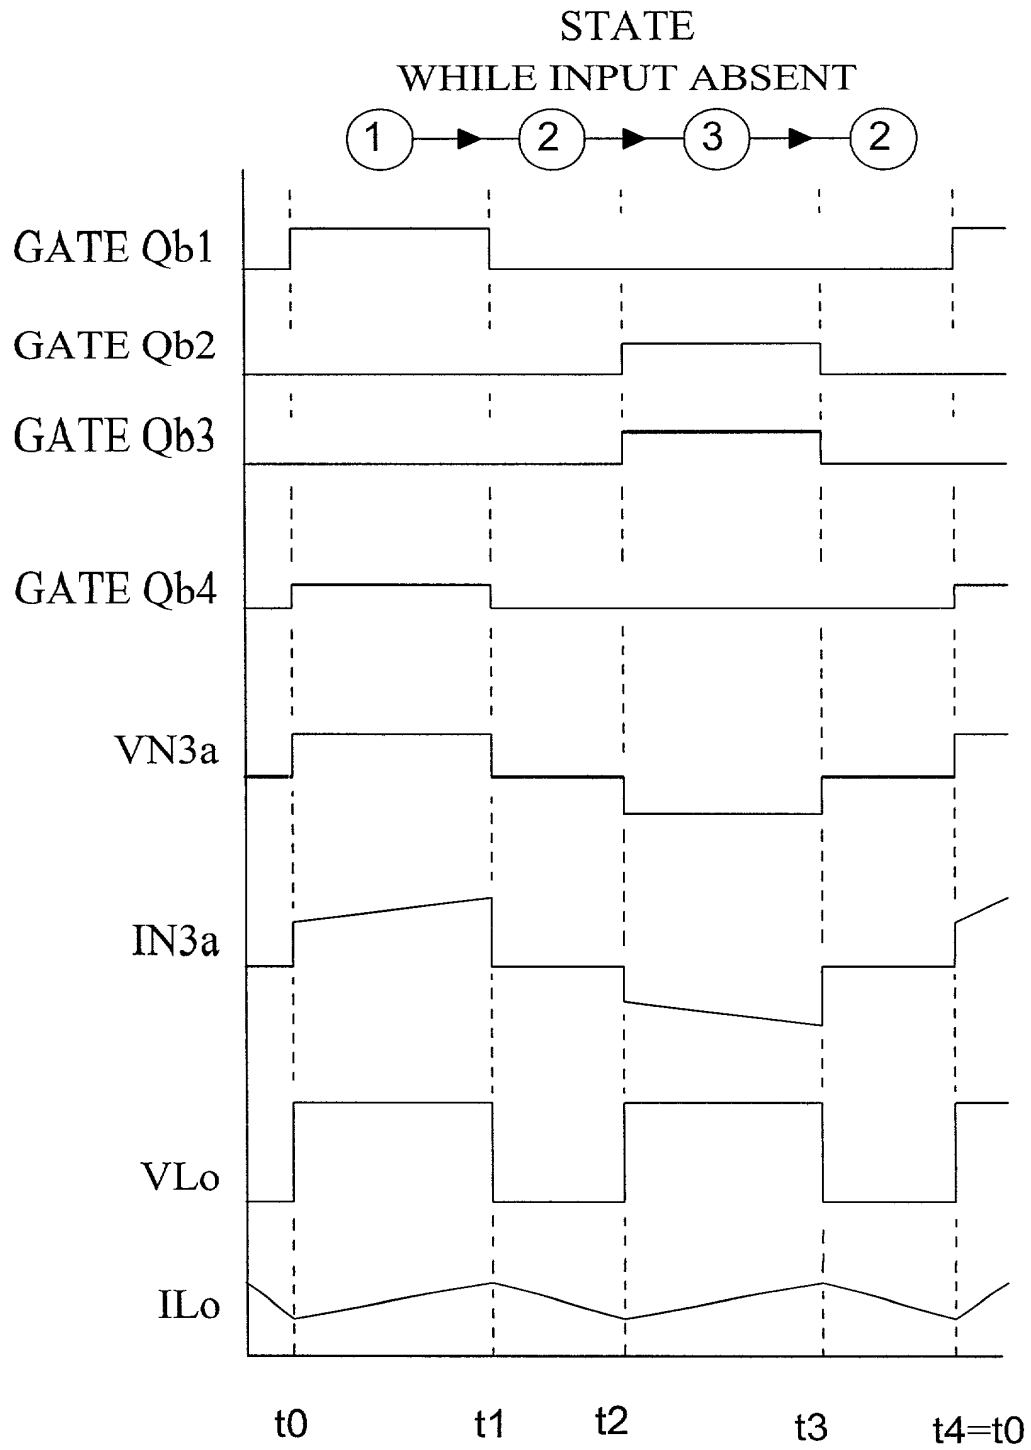 STATE
WHILE INPUT ABSENT
1 2 3 2
GATE Qb1
GATE Qb2
GATE Qb3
GATE Qb4
VN3a
IN3a
VLo
ILo
t0 t1 t2 t3 t4=t0